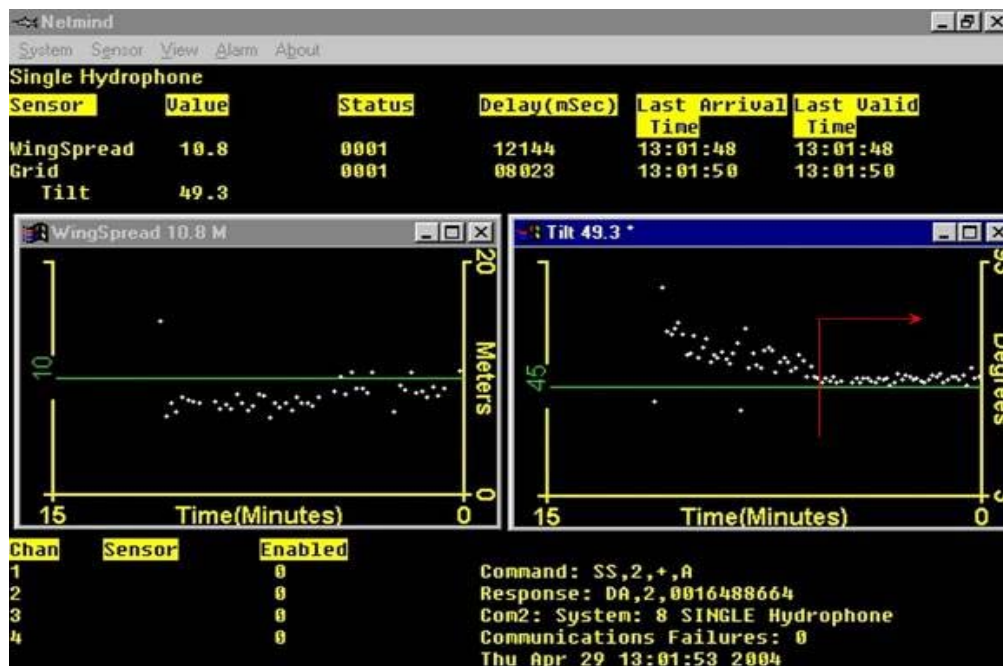 Netmind
System Sensor View Alarm About
Single Hydrophone
Sensor Value Status Delay(mSec) Last Arrival Time Last Valid Time
WingSpread 10.8 0001 12144 13:01:48 13:01:48
Grid 0001 08023 13:01:50 13:01:50
Tilt 49.3
WingSpread 10.8 M
20
10
Meters
0
15 Time(Minutes) 0
Tilt 49.3 *
45
Degrees
15 Time(Minutes) 0
Chan Sensor Enabled
1 0
2 0
3 0
4 0
Command: SS,2,+,A
Response: DA,2,0016488664
Com2: System: 8 SINGLE Hydrophone
Communications Failures: 0
Thu Apr 29 13:01:53 2004